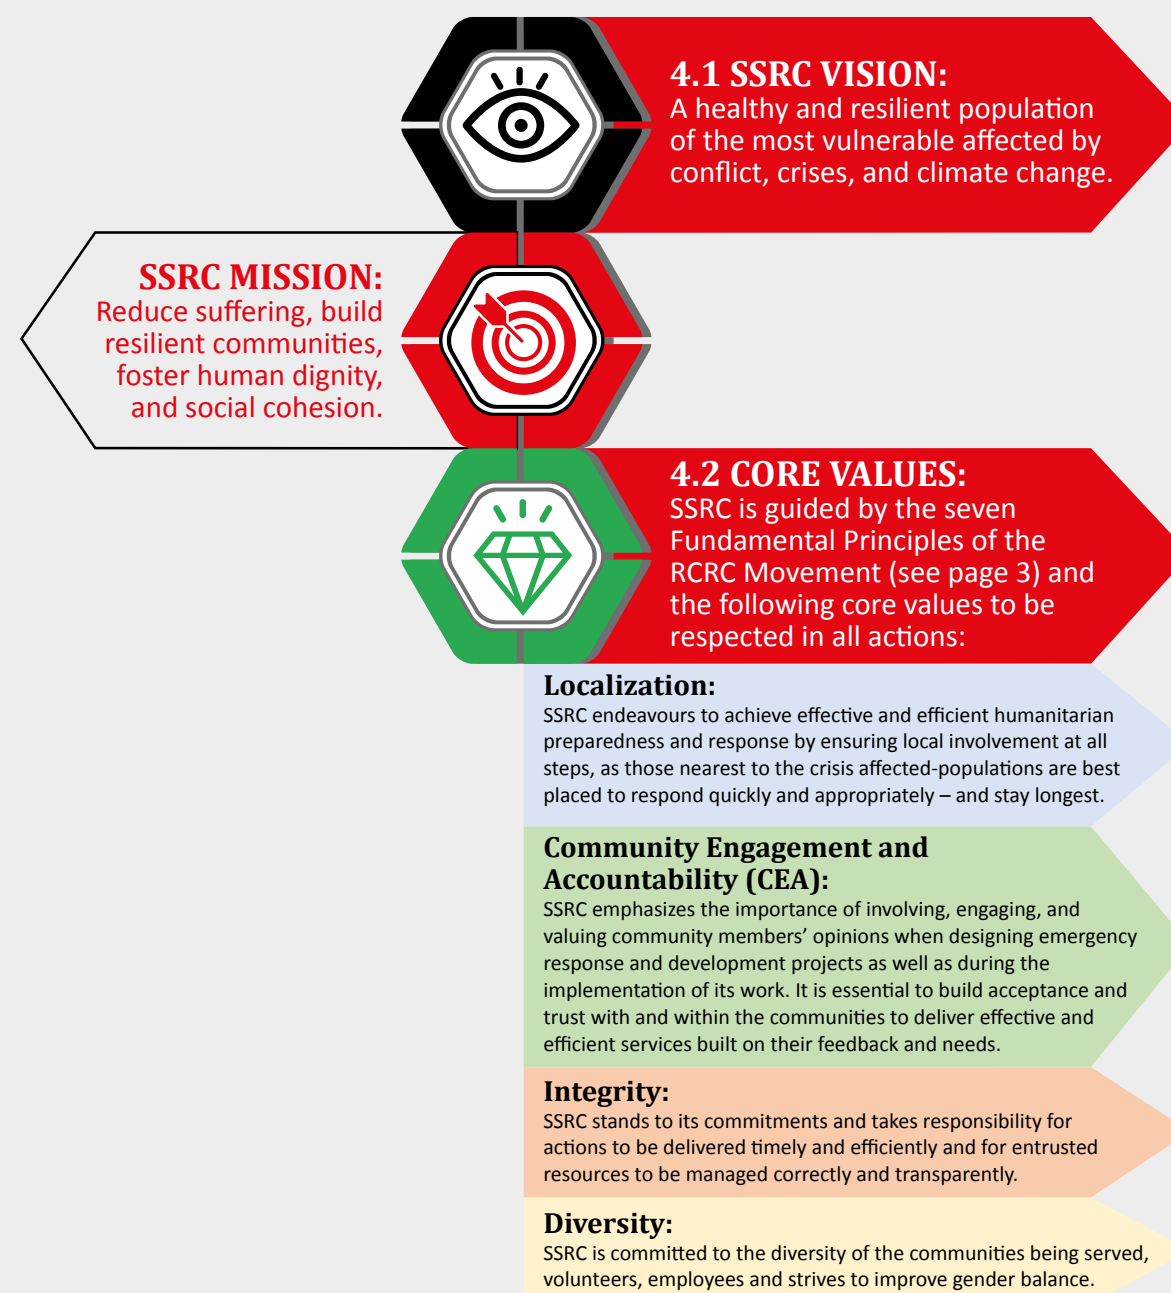 4.1 SSRC VISION:
A healthy and resilient population
of the most vulnerable affected by
conflict, crises, and climate change.
SSRC MISSION:
Reduce suffering, build
resilient communities,
foster human dignity,
and social cohesion.
4.2 CORE VALUES:
SSRC is guided by the seven
Fundamental Principles of the
RCRC Movement (see page 3) and
the following core values to be
respected in all actions:
Localization:
SSRC endeavours to achieve effective and efficient humanitarian
preparedness and response by ensuring local involvement at all
steps, as those nearest to the crisis affected-populations are best
placed to respond quickly and appropriately – and stay longest.
Community Engagement and
Accountability (CEA):
SSRC emphasizes the importance of involving, engaging, and
valuing community members’ opinions when designing emergency
response and development projects as well as during the
implementation of its work. It is essential to build acceptance and
trust with and within the communities to deliver effective and
efficient services built on their feedback and needs.
Integrity:
SSRC stands to its commitments and takes responsibility for
actions to be delivered timely and efficiently and for entrusted
resources to be managed correctly and transparently.
Diversity:
SSRC is committed to the diversity of the communities being served,
volunteers, employees and strives to improve gender balance.